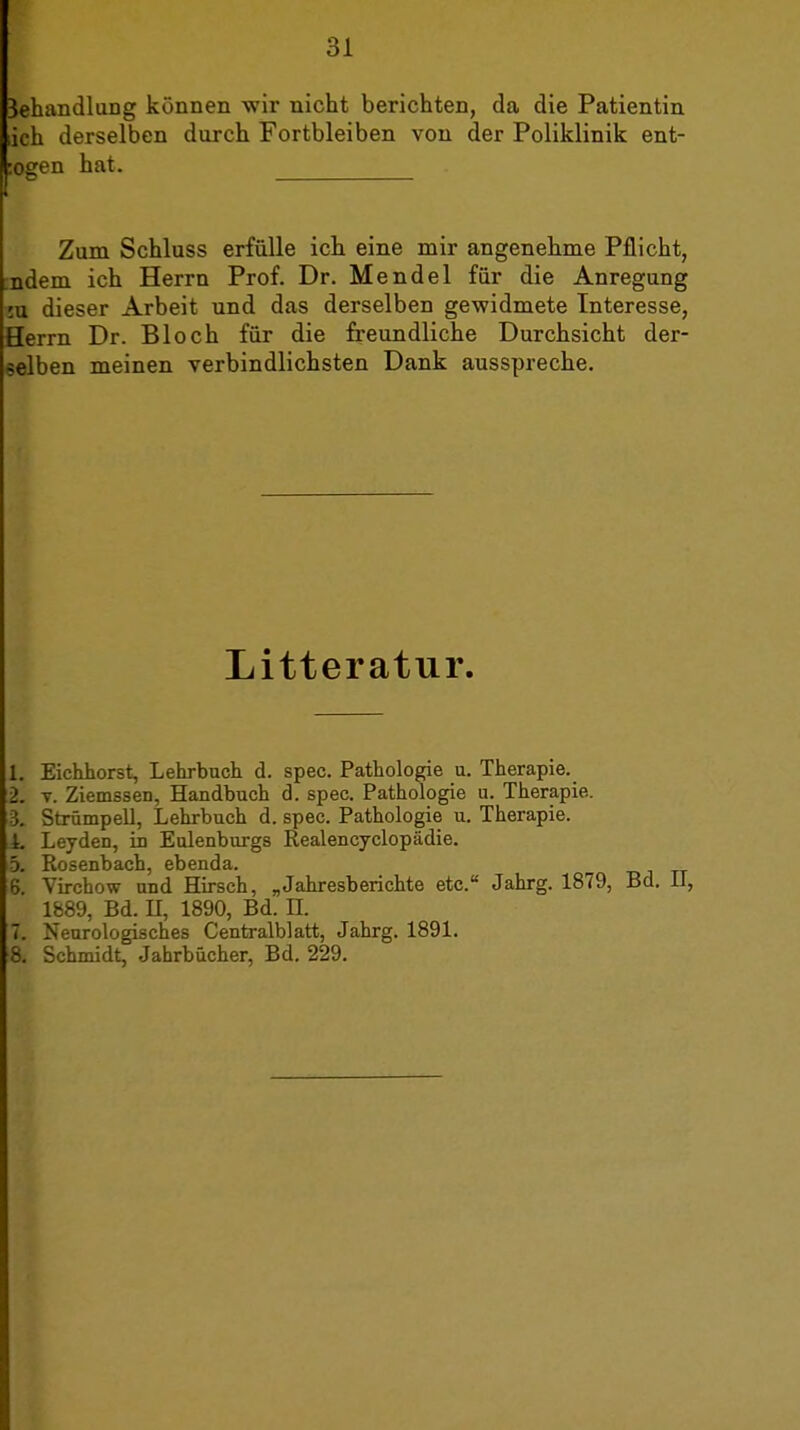 31
Behandlung können wir nicht berichten, da die Patientin
ich derselben durch Fortbleiben von der Poliklinik ent-
zogen hat.
Zum Schluss erfülle ich eine mir angenehme Pflicht,
indem ich Herrn Prof. Dr. Mendel für die Anregung
zu dieser Arbeit und das derselben gewidmete Interesse,
Herrn Dr. Bloch für die freundliche Durchsicht der-
selben meinen verbindlichsten Dank ausspreche.
Litteratur.
1. Eichhorst, Lehrbuch d. spec. Pathologie u. Therapie.
2. v. Ziemssen, Handbuch d. spec. Pathologie u. Therapie.
3. Strümpell, Lehrbuch d. spec. Pathologie u. Therapie.
4. Leyden, in Eulenburgs Realencyclopädie.
5. Rosenbach, ebenda.
6. Virchow und Hirsch, „Jahresberichte etc.“ Jahrg. 1879, Bd. II,
1889, Bd. II, 1890, Bd. II.
7. Neurologisches Centralblatt, Jahrg. 1891.
8. Schmidt, Jahrbücher, Bd. 229.